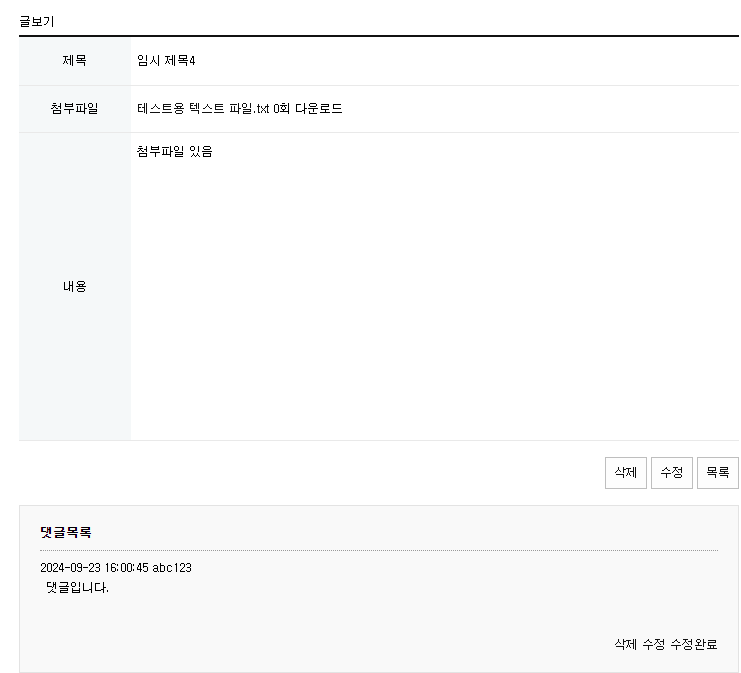 글보기
제목 임시 제목4
첨부파일 테스트용 텍스트 파일.txt 0회 다운로드
첨부파일 있음
내용
삭제 수정 목록
댓글목록
2024-09-23 16:00:45 abc123
댓글입니다.
삭제 수정 수정완료